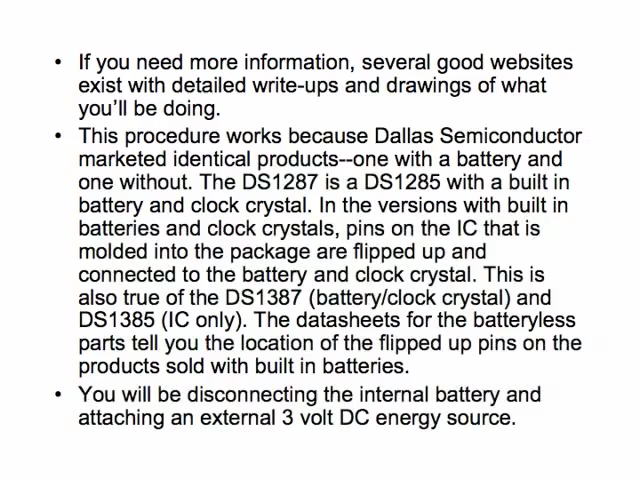 • If you need more information, several good websites
exist with detailed write-ups and drawings of what
you'll be doing.
• This procedure works because Dallas Semiconductor
marketed identical products--one with a battery and
one without. The DS1287 is a DS1285 with a built in
battery and clock crystal. In the versions with built in
batteries and clock crystals, pins on the IC that is
molded into the package are flipped up and
connected to the battery and clock crystal. This is
also true of the DS1387 (battery/clock crystal) and
DS1385 (IC only). The datasheets for the batteryless
parts tell you the location of the flipped up pins on the
products sold with built in batteries.
• You will be disconnecting the internal battery and
attaching an external 3 volt DC energy source.